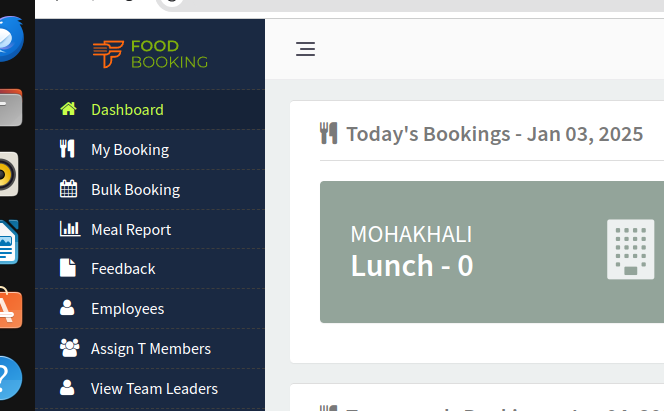 FOOD
BOOKING
Dashboard
My Booking
Bulk Booking
Meal Report
Feedback
Employees
Assign T Members
View Team Leaders
Today's Bookings - Jan 03, 2025
MOHAKHALI
Lunch - 0